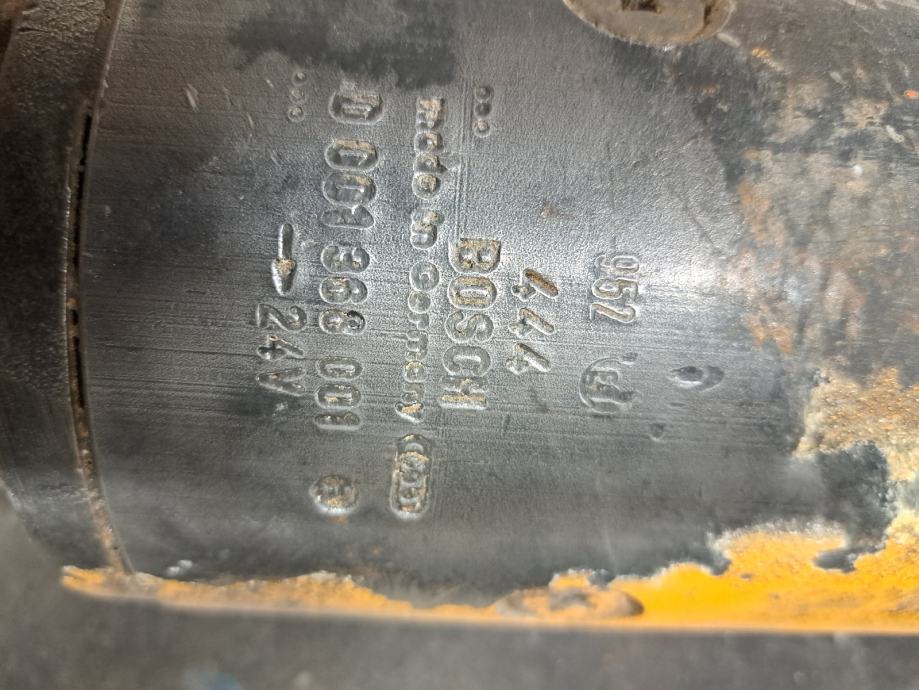 952
444
BOSCH
Made in Germany
0 001 368 001
→ 24V